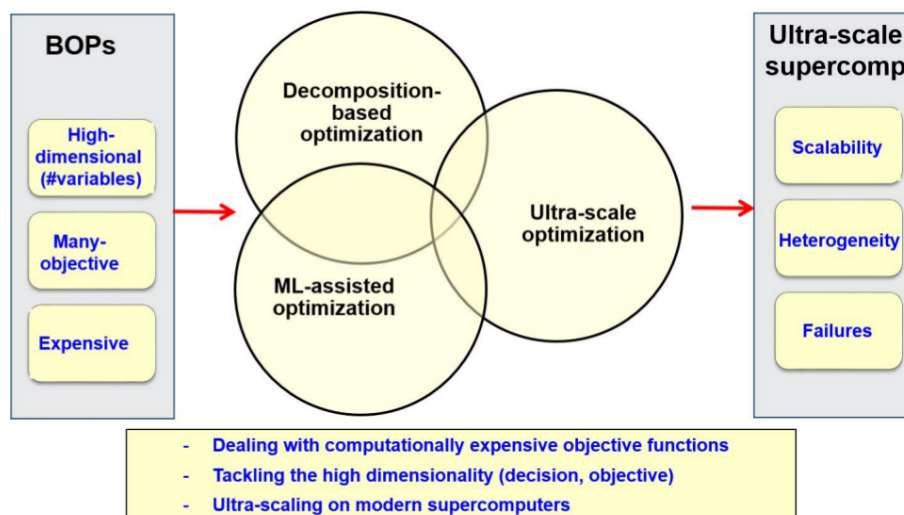 BOPs
High-
dimensional
(#variables)
Many-
objective
Expensive
Decomposition-
based
optimization
ML-assisted
optimization
Ultra-scale
optimization
Ultra-scale
supercomp
Scalability
Heterogeneity
Failures
- Dealing with computationally expensive objective functions
- Tackling the high dimensionality (decision, objective)
- Ultra-scaling on modern supercomputers